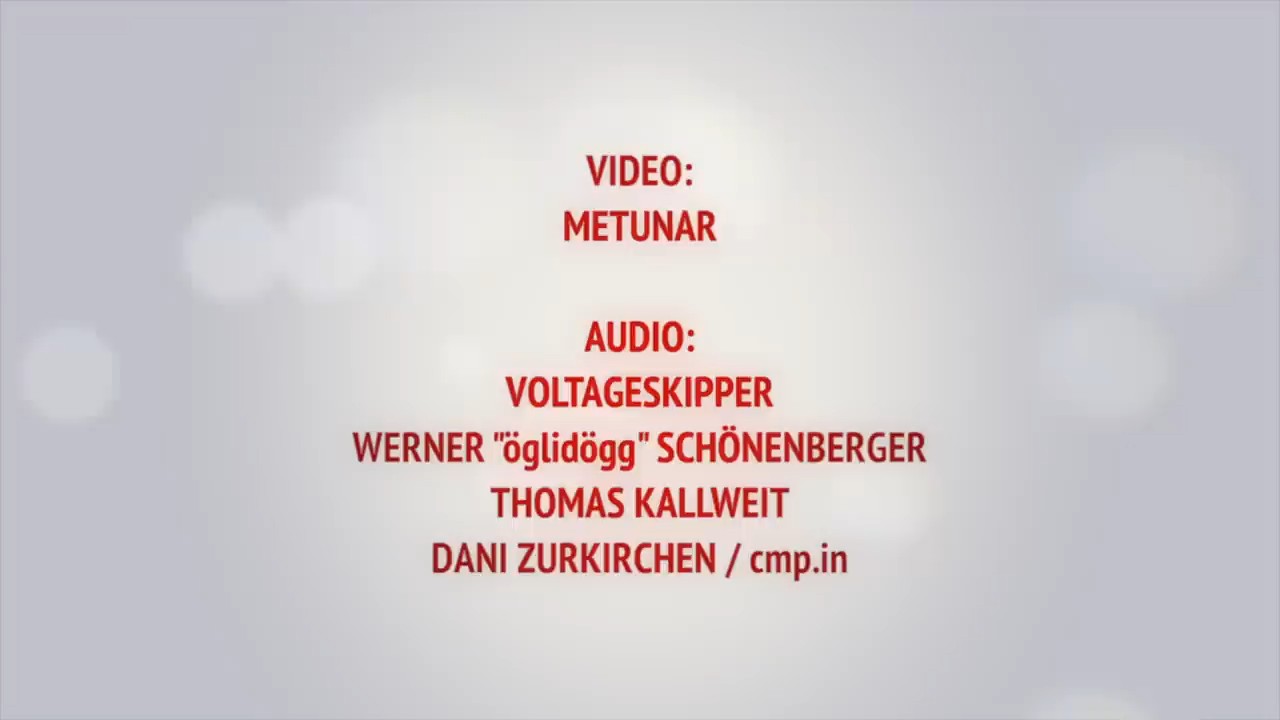 VIDEO:
METUNAR
AUDIO:
VOLTAGESKIPPER
WERNER "öglidögg" SCHÖNENBERGER
THOMAS KALLWEIT
DANI ZURKIRCHEN / cmp.in